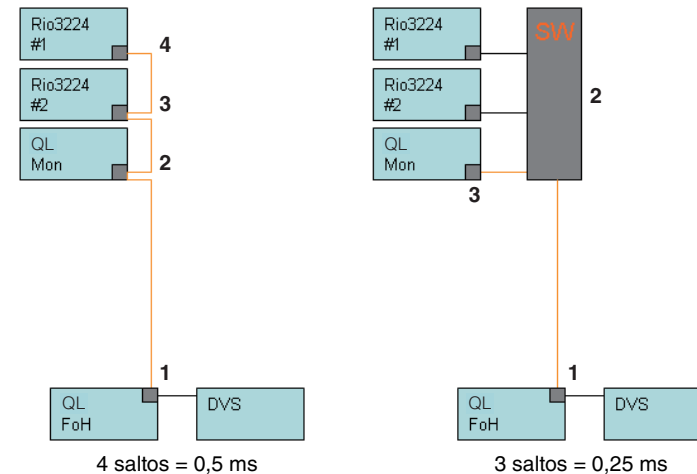 Rio3224
#1
4
Rio3224
#2
3
QL
Mon
2
1
QL
FoH
DVS
4 saltos = 0,5 ms
Rio3224
#1
SW
Rio3224
#2
2
QL
Mon
3
1
QL
FoH
DVS
3 saltos = 0,25 ms